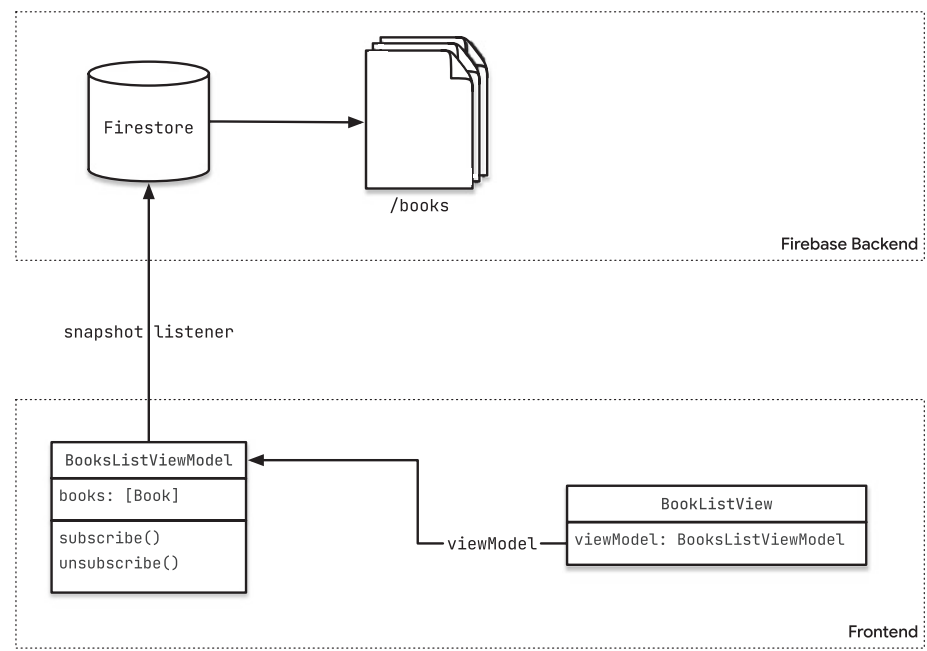 Firestore
/books
Firebase Backend
snapshot listener
BooksListViewModel
books: [Book]
subscribe()
unsubscribe()
viewModel
BookListView
viewModel: BooksListViewModel
Frontend